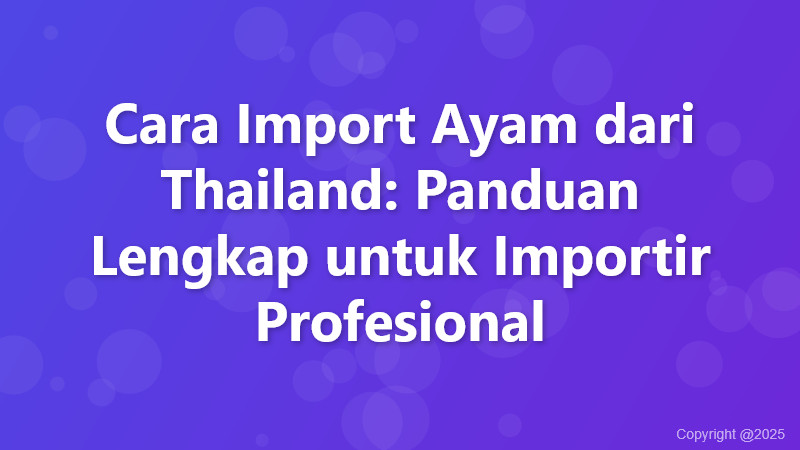 Cara Import Ayam dari
Thailand: Panduan
Lengkap untuk Importir
Profesional
Copyright @2025